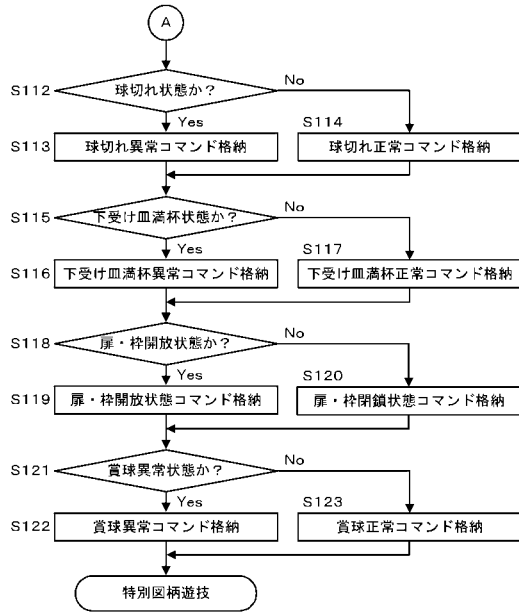 A
S112
球切れ状態か?
No
Yes
S113
球切れ異常コマンド格納
S114
球切れ正常コマンド格納
S115
下受け皿満杯状態か?
No
Yes
S116
下受け皿満杯異常コマンド格納
S117
下受け皿満杯正常コマンド格納
S118
扉・枠開放状態か?
No
Yes
S119
扉・枠開放状態コマンド格納
S120
扉・枠閉鎖状態コマンド格納
S121
賞球異常状態か?
No
Yes
S122
賞球異常コマンド格納
S123
賞球正常コマンド格納
特別図柄遊技